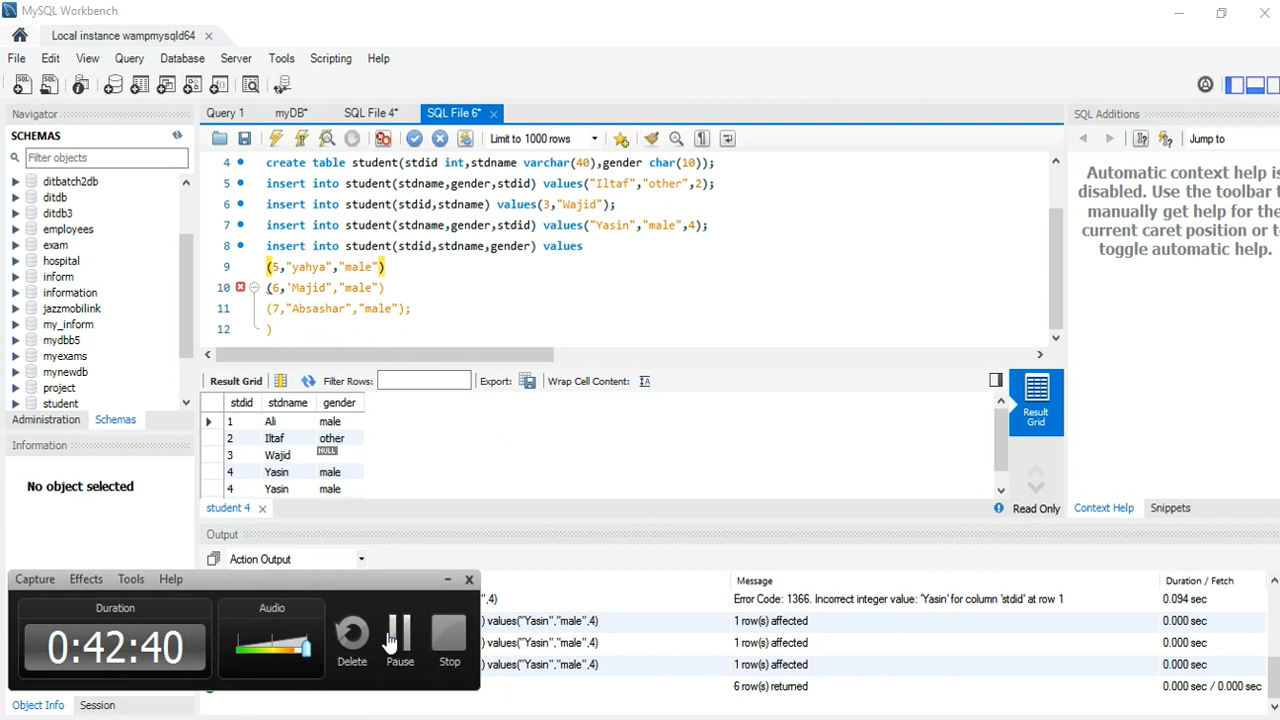 MySQL Workbench
Local instance wampmysqld64
File Edit View Query Database Server Tools Scripting Help
Navigator
SCHEMAS
Filter objects
ditbatch2db
ditdb
ditdb3
employees
exam
hospital
inform
information
jazzmobilink
my_inform
mydbb5
myexams
mynewdb
project
student
Administration Schemas
Information
No object selected
Query 1 myDB* SQL File 4* SQL File 6*
Limit to 1000 rows
4 create table student(stdid int,stdname varchar(40),gender char(10));
5 insert into student(stdname,gender,stdid) values("Iltaf","other",2);
6 insert into student(stdid,stdname) values(3,"Wajid");
7 insert into student(stdname,gender,stdid) values("Yasin","male",4);
8 insert into student(stdid,stdname,gender) values
9 (5,"yahya","male")
10 (6,'Majid","male")
11 (7,"Absashar","male");
12 )
Result Grid Filter Rows: Export: Wrap Cell Content:
stdid stdname gender
1 Ali male
2 Iltaf other
3 Wajid NULL
4 Yasin male
4 Yasin male
Result Grid
student 4
Read Only
SQL Additions
Jump to
Automatic context help is
disabled. Use the toolbar to
manually get help for the
current caret position or to
toggle automatic help.
Context Help Snippets
Output
Action Output
Message Duration / Fetch
",4) Error Code: 1366. Incorrect integer value: 'Yasin' for column 'stdid' at row 1 0.094 sec
) values("Yasin","male",4) 1 row(s) affected 0.000 sec
) values("Yasin","male",4) 1 row(s) affected 0.000 sec
) values("Yasin","male",4) 1 row(s) affected 0.000 sec
6 row(s) returned 0.000 sec / 0.000 sec
Capture Effects Tools Help
Duration
0:42:40
Audio
Delete Pause Stop
Object Info Session